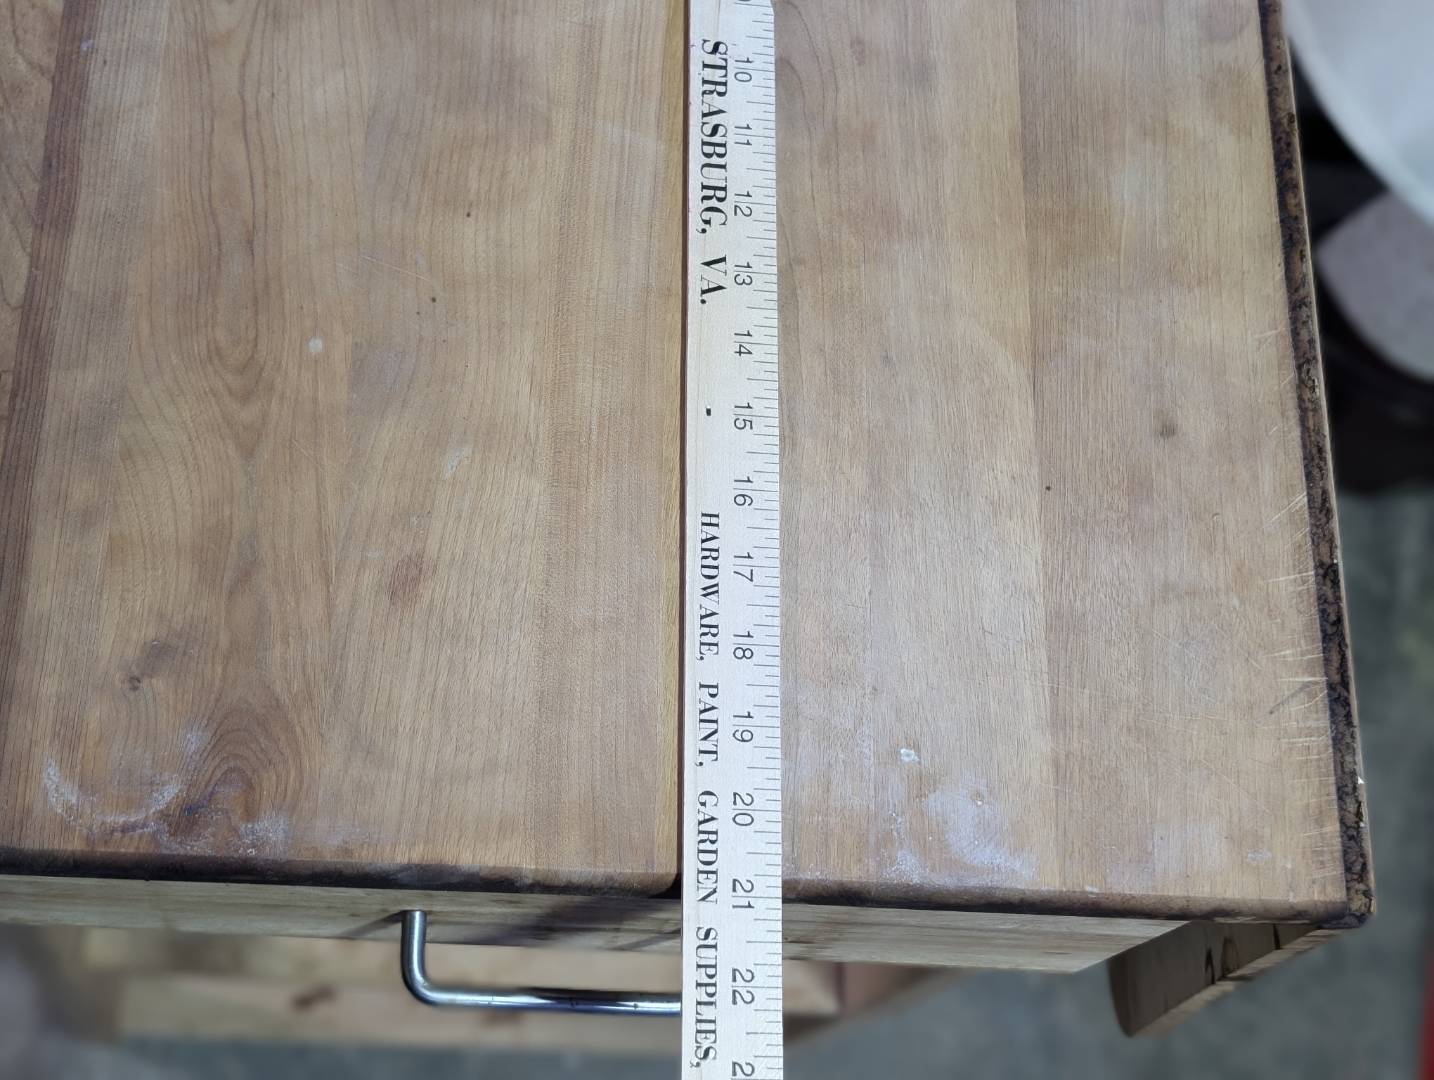 STRASBURG, VA. - HARDWARE, PAINT, GARDEN SUPPLIES,
10 11 12 13 14 15 16 17 18 19 20 21 22